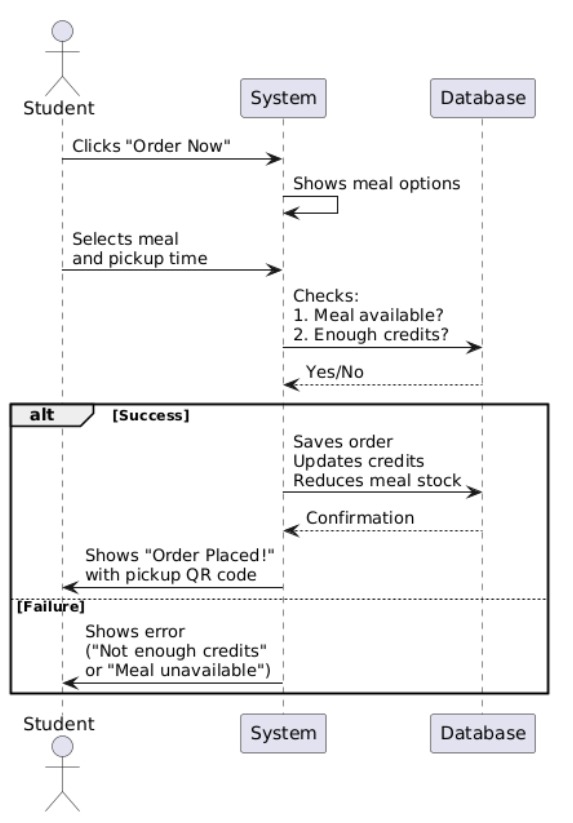 Student
System
Database
Clicks "Order Now"
Shows meal options
Selects meal
and pickup time
Checks:
1. Meal available?
2. Enough credits?
Yes/No
alt
[Success]
Saves order
Updates credits
Reduces meal stock
Confirmation
Shows "Order Placed!"
with pickup QR code
[Failure]
Shows error
("Not enough credits"
or "Meal unavailable")
Student
System
Database